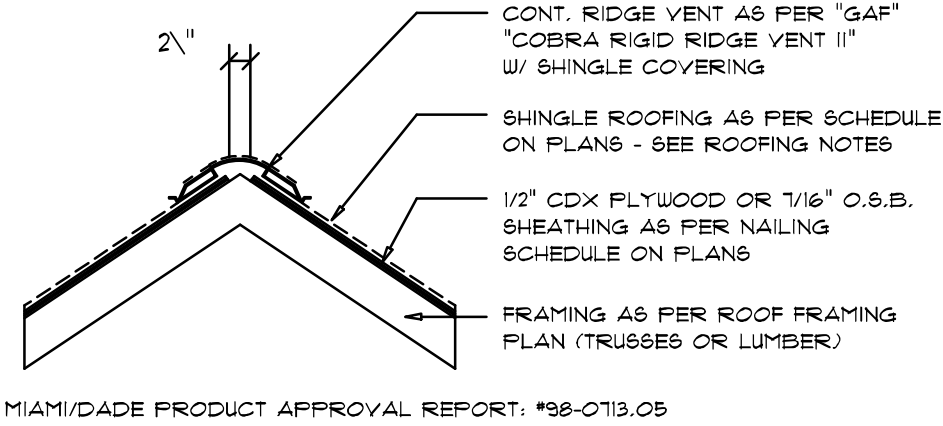 CONT. RIDGE VENT AS PER "GAF"
"COBRA RIGID RIDGE VENT II"
W/ SHINGLE COVERING
2\"
SHINGLE ROOFING AS PER SCHEDULE
ON PLANS - SEE ROOFING NOTES
1/2" CDX PLYWOOD OR 7/16" O.S.B.
SHEATHING AS PER NAILING
SCHEDULE ON PLANS
FRAMING AS PER ROOF FRAMING
PLAN (TRUSSES OR LUMBER)
MIAMI/DADE PRODUCT APPROVAL REPORT: #98-0713.05